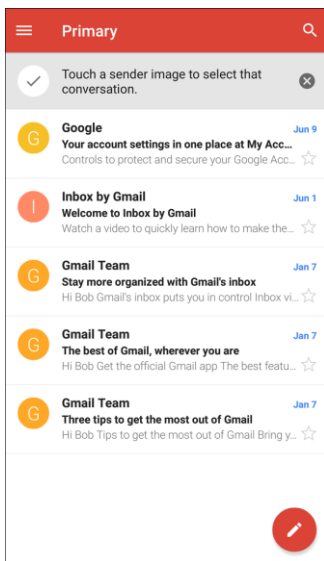 Primary
Touch a sender image to select that
conversation.
G
Google
Jun 9
Your account settings in one place at My Acc...
Controls to protect and secure your Google Acc...
I
Inbox by Gmail
Jun 1
Welcome to Inbox by Gmail
Watch a video to quickly learn how to make the...
G
Gmail Team
Jan 7
Stay more organized with Gmail's inbox
Hi Bob Gmail's inbox puts you in control Inbox vi...
G
Gmail Team
Jan 7
The best of Gmail, wherever you are
Hi Bob Get the official Gmail app The best featu...
G
Gmail Team
Jan 7
Three tips to get the most out of Gmail
Hi Bob Tips to get the most out of Gmail Bring y...